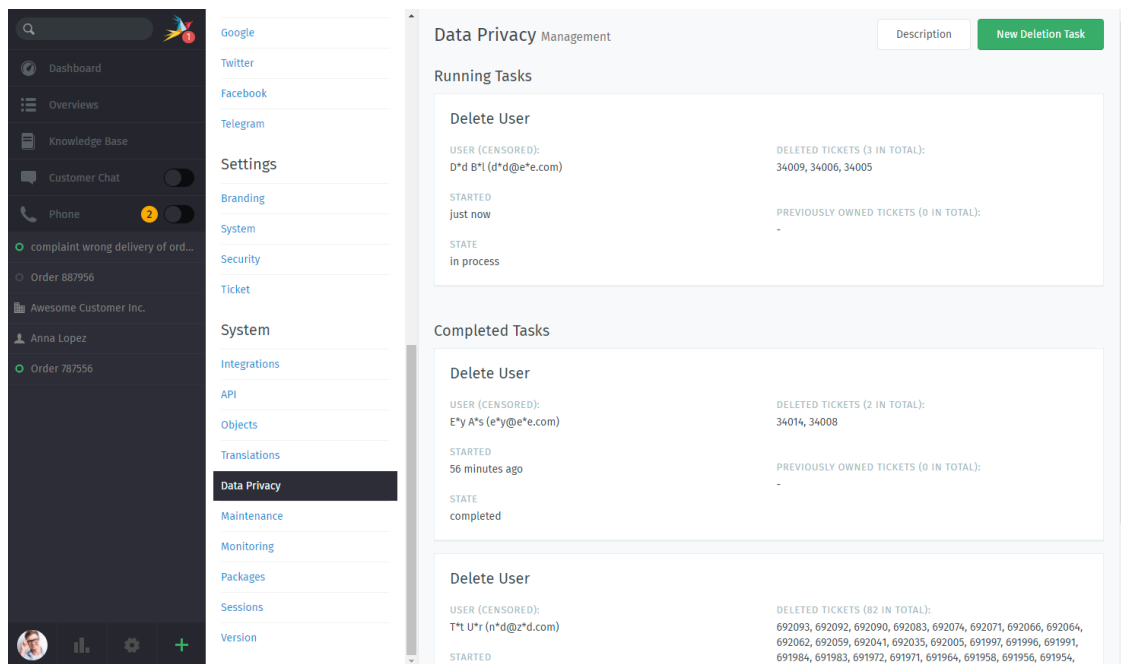 1
Dashboard
Overviews
Knowledge Base
Customer Chat
Phone 2
complaint wrong delivery of ord...
Order 887956
Awesome Customer Inc.
Anna Lopez
Order 787556
Google
Twitter
Facebook
Telegram
Settings
Branding
System
Security
Ticket
System
Integrations
API
Objects
Translations
Data Privacy
Maintenance
Monitoring
Packages
Sessions
Version
Data Privacy Management
Description
New Deletion Task
Running Tasks
Delete User
USER (CENSORED):
D*d B*l (d*d@e*e.com)
STARTED
just now
STATE
in process
DELETED TICKETS (3 IN TOTAL):
34009, 34006, 34005
PREVIOUSLY OWNED TICKETS (0 IN TOTAL):
-
Completed Tasks
Delete User
USER (CENSORED):
E*y A*s (e*y@e*e.com)
STARTED
56 minutes ago
STATE
completed
DELETED TICKETS (2 IN TOTAL):
34014, 34008
PREVIOUSLY OWNED TICKETS (0 IN TOTAL):
-
Delete User
USER (CENSORED):
T*t U*r (n*d@z*d.com)
STARTED
DELETED TICKETS (82 IN TOTAL):
692093, 692092, 692090, 692083, 692074, 692071, 692066, 692064,
692062, 692059, 692041, 692035, 692005, 691997, 691996, 691991,
691984, 691983, 691972, 691971, 691964, 691958, 691956, 691954,